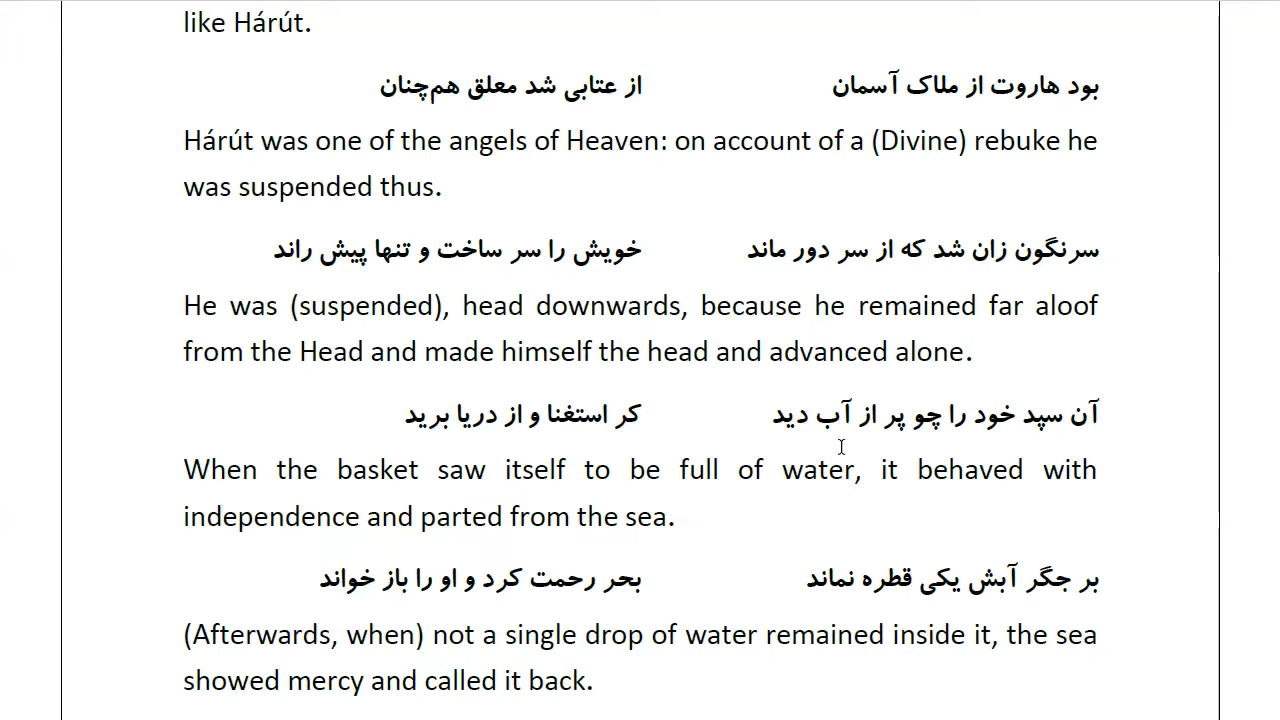 like Hárút.
بود هاروت از ملاک آسمان از عتابی شد معلق هم‌چنان
Hárút was one of the angels of Heaven: on account of a (Divine) rebuke he
was suspended thus.
سرنگون زان شد که از سر دور ماند خویش را سر ساخت و تنها پیش راند
He was (suspended), head downwards, because he remained far aloof
from the Head and made himself the head and advanced alone.
آن سپد خود را چو پر از آب دید کر استغنا و از دریا برید
When the basket saw itself to be full of water, it behaved with
independence and parted from the sea.
بر جگر آبش یکی قطره نماند بحر رحمت کرد و او را باز خواند
(Afterwards, when) not a single drop of water remained inside it, the sea
showed mercy and called it back.